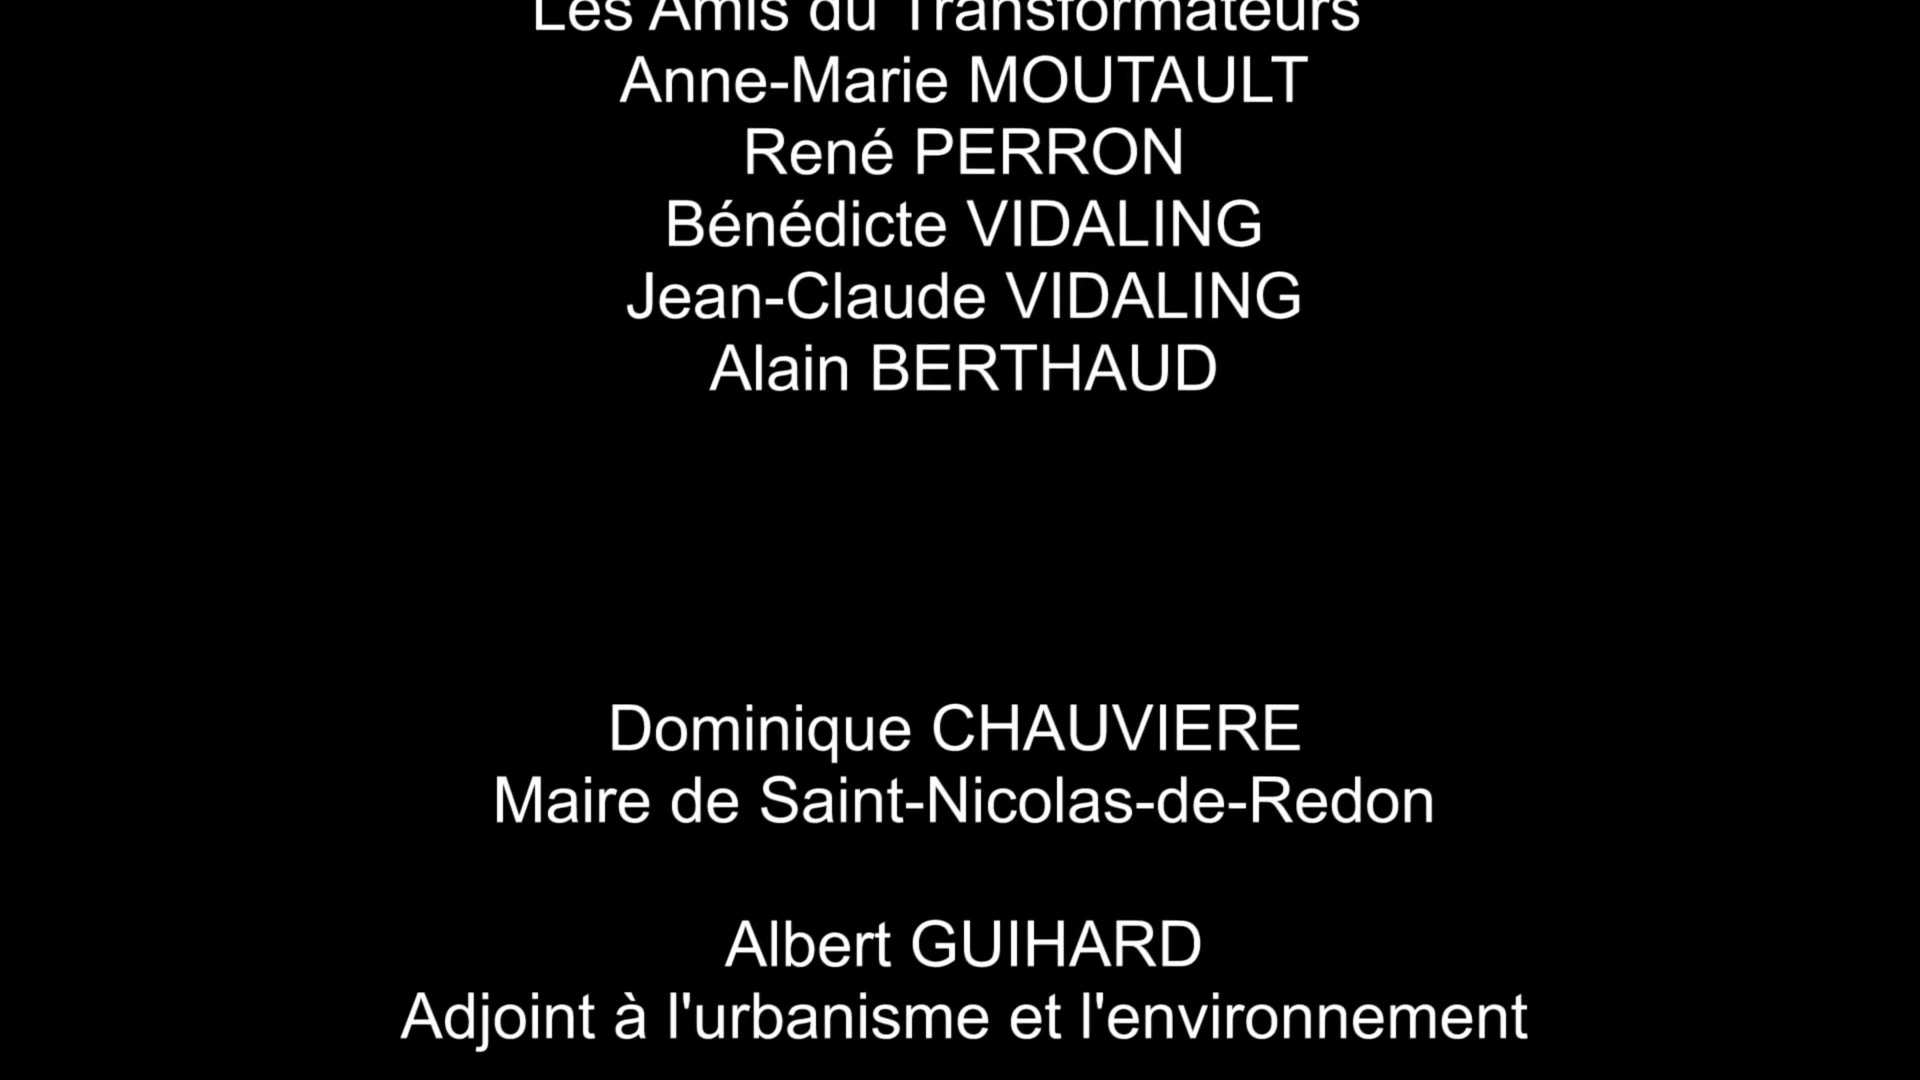 Les Amis du Transformateurs
Anne-Marie MOUTAULT
René PERRON
Bénédicte VIDALING
Jean-Claude VIDALING
Alain BERTHAUD
Dominique CHAUVIERE
Maire de Saint-Nicolas-de-Redon
Albert GUIHARD
Adjoint à l'urbanisme et l'environnement